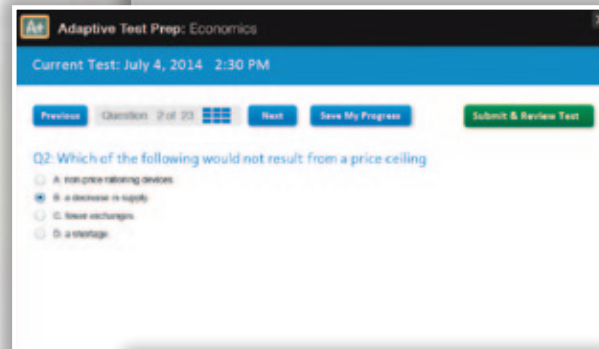 A+ Adaptive Test Prep: Economics
Current Test: July 4, 2014 2:30 PM
Previous Question 2 of 23 Next Save My Progress Submit & Review Test
Q2: Which of the following would not result from a price ceiling
A. non-price rationing devices
B. a decrease in supply
C. fewer exchanges
D. a shortage